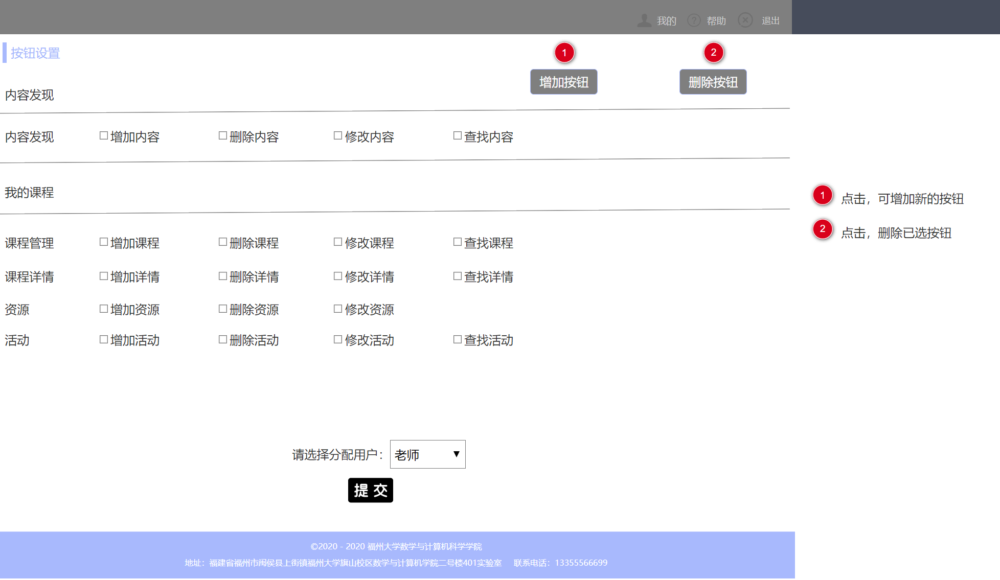 我的 ? 帮助 退出
按钮设置
1 2
增加按钮 删除按钮
内容发现
内容发现 增加内容 删除内容 修改内容 查找内容
我的课程
1 点击，可增加新的按钮
2 点击，删除已选按钮
课程管理 增加课程 删除课程 修改课程 查找课程
课程详情 增加详情 删除详情 修改详情 查找详情
资源 增加资源 删除资源 修改资源
活动 增加活动 删除活动 修改活动 查找活动
请选择分配用户： 老师
提 交
©2020 - 2020 福州大学数学与计算机科学学院
地址：福建省福州市闽侯县上街镇福州大学旗山校区数学与计算机学院二号楼401实验室 联系电话：13355566699